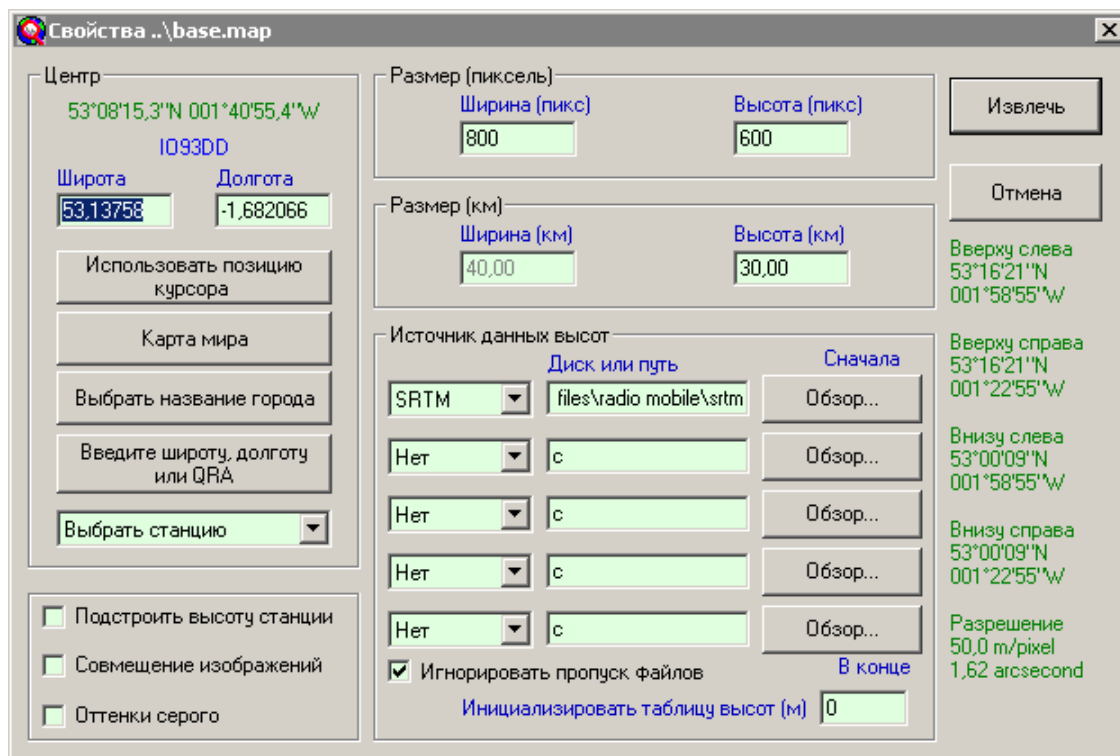 Свойства ..\base.map
Центр
53°08'15,3"N 001°40'55,4"W
IO93DD
Широта Долгота
53,13758 -1,682066
Использовать позицию
курсора
Карта мира
Выбрать название города
Введите широту, долготу
или QRA
Выбрать станцию
Подстроить высоту станции
Совмещение изображений
Оттенки серого
Размер (пиксель)
Ширина (пикс) Высота (пикс)
800 600
Размер (км)
Ширина (км) Высота (км)
40,00 30,00
Источник данных высот
Диск или путь Сначала
SRTM files\radio mobile\srtm Обзор...
Нет c Обзор...
Нет c Обзор...
Нет c Обзор...
Нет c Обзор...
Игнорировать пропуск файлов В конце
Инициализировать таблицу высот (м) 0
Извлечь
Отмена
Вверху слева
53°16'21"N
001°58'55"W
Вверху справа
53°16'21"N
001°22'55"W
Внизу слева
53°00'09"N
001°58'55"W
Внизу справа
53°00'09"N
001°22'55"W
Разрешение
50,0 m/pixel
1,62 arcsecond